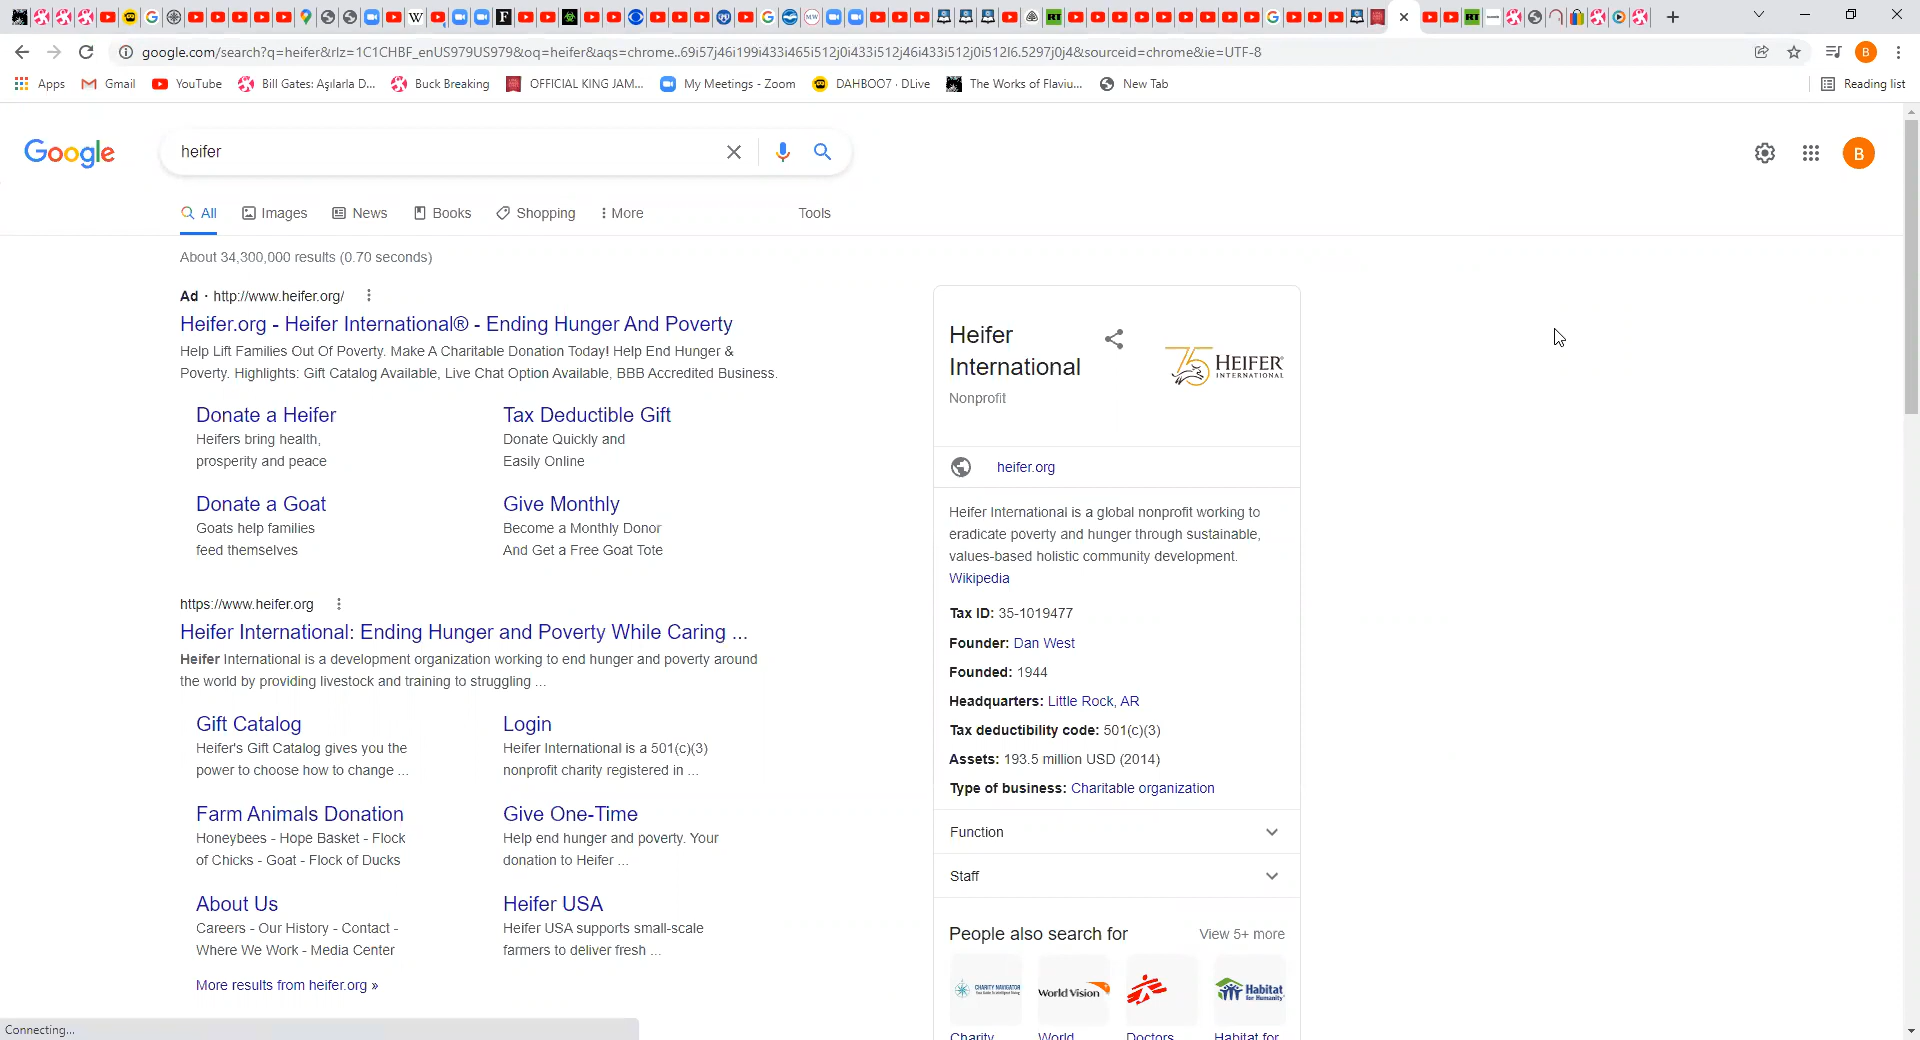 google.com/search?q=heifer&rlz=1C1CHBF_enUS979US979&oq=heifer&aqs=chrome..69i57j46i199i433i465i512j0i433i512j46i433i512j0i512l6.5297j0j4&sourceid=chrome&ie=UTF-8
B
Apps Gmail YouTube Bill Gates: Aşılarla D... Buck Breaking OFFICIAL KING JAM... My Meetings - Zoom DAHBOO7 · DLive The Works of Flaviu... New Tab Reading list
Google
heifer
B
All Images News Books Shopping More Tools
About 34,300,000 results (0.70 seconds)
Ad · http://www.heifer.org/
Heifer.org - Heifer International® - Ending Hunger And Poverty
Help Lift Families Out Of Poverty. Make A Charitable Donation Today! Help End Hunger &
Poverty. Highlights: Gift Catalog Available, Live Chat Option Available, BBB Accredited Business.
Donate a Heifer
Heifers bring health,
prosperity and peace
Tax Deductible Gift
Donate Quickly and
Easily Online
Donate a Goat
Goats help families
feed themselves
Give Monthly
Become a Monthly Donor
And Get a Free Goat Tote
https://www.heifer.org
Heifer International: Ending Hunger and Poverty While Caring ...
Heifer International is a development organization working to end hunger and poverty around
the world by providing livestock and training to struggling ...
Gift Catalog
Heifer's Gift Catalog gives you the
power to choose how to change ...
Login
Heifer International is a 501(c)(3)
nonprofit charity registered in ...
Farm Animals Donation
Honeybees - Hope Basket - Flock
of Chicks - Goat - Flock of Ducks
Give One-Time
Help end hunger and poverty. Your
donation to Heifer ...
About Us
Careers - Our History - Contact -
Where We Work - Media Center
Heifer USA
Heifer USA supports small-scale
farmers to deliver fresh ...
More results from heifer.org »
Heifer
International
Nonprofit
75 HEIFER
INTERNATIONAL
heifer.org
Heifer International is a global nonprofit working to
eradicate poverty and hunger through sustainable,
values-based holistic community development.
Wikipedia
Tax ID: 35-1019477
Founder: Dan West
Founded: 1944
Headquarters: Little Rock, AR
Tax deductibility code: 501(c)(3)
Assets: 193.5 million USD (2014)
Type of business: Charitable organization
Function
Staff
People also search for View 5+ more
CHARITY NAVIGATOR
World Vision
Habitat
for Humanity
Charity World Doctors Habitat for
Connecting...